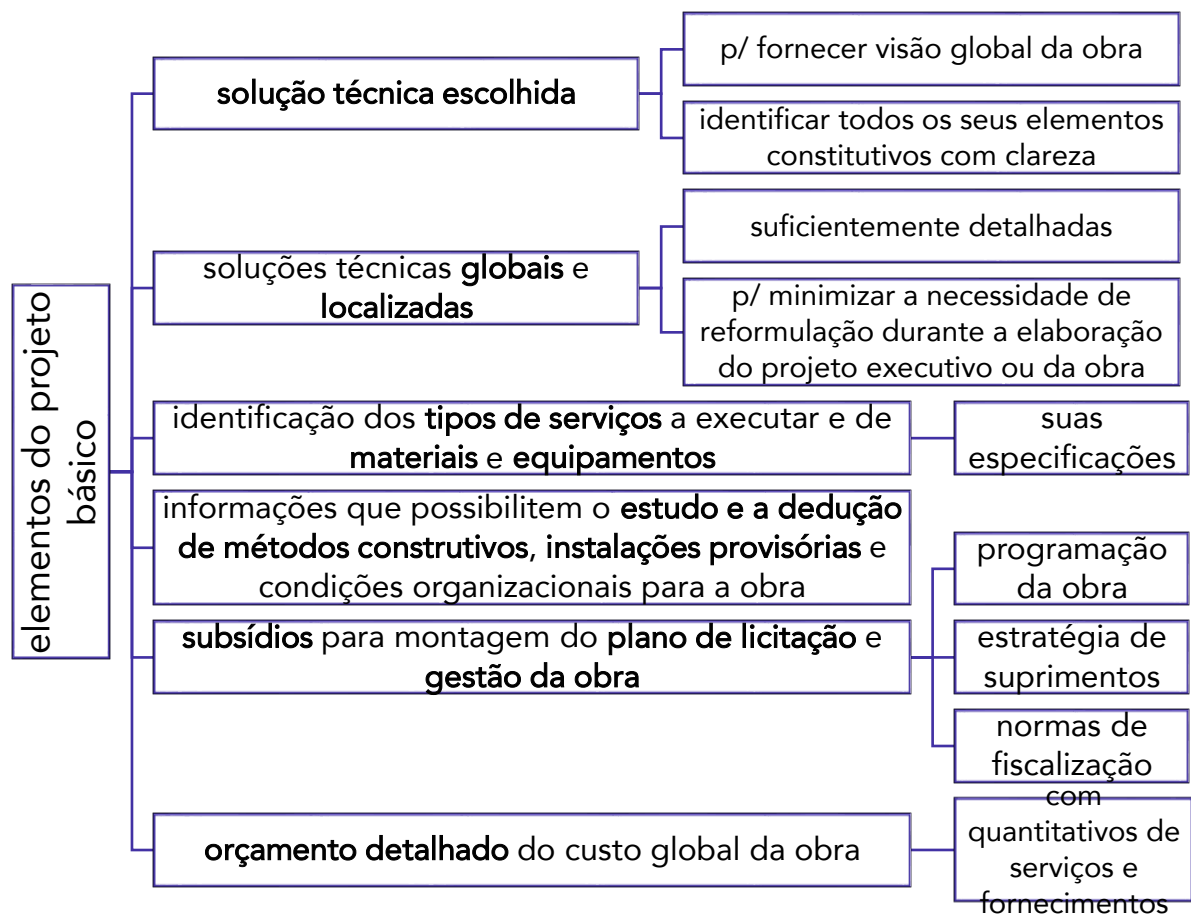 elementos do projeto
básico
solução técnica escolhida
p/ fornecer visão global da obra
identificar todos os seus elementos
constitutivos com clareza
soluções técnicas globais e
localizadas
suficientemente detalhadas
p/ minimizar a necessidade de
reformulação durante a elaboração
do projeto executivo ou da obra
identificação dos tipos de serviços a executar e de
materiais e equipamentos
suas
especificações
informações que possibilitem o estudo e a dedução
de métodos construtivos, instalações provisórias e
condições organizacionais para a obra
subsídios para montagem do plano de licitação e
gestão da obra
programação
da obra
estratégia de
suprimentos
normas de
fiscalização
orçamento detalhado do custo global da obra
com
quantitativos de
serviços e
fornecimentos